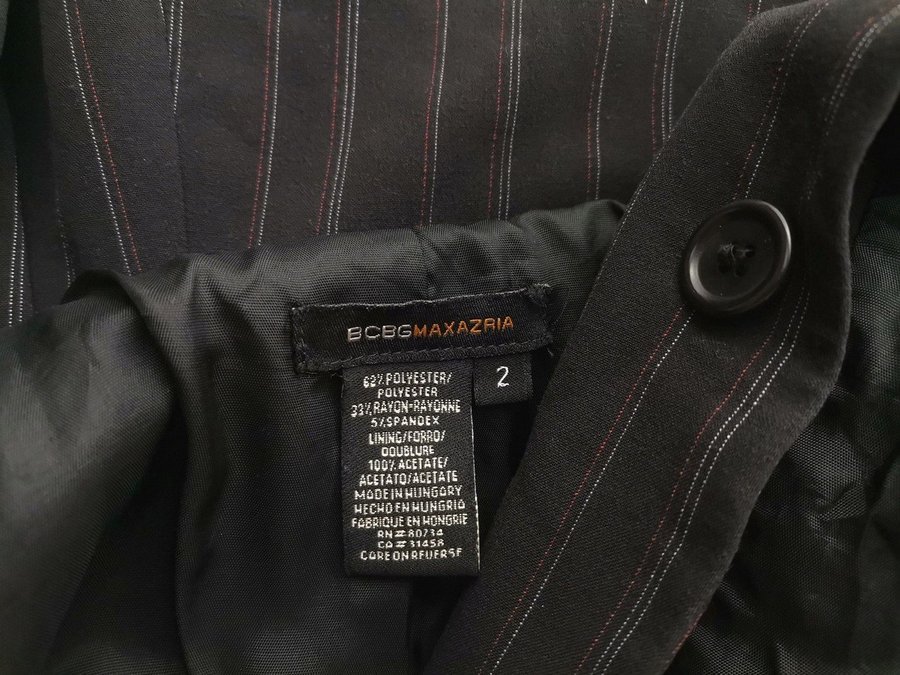 BCBGMAXAZRIA
2
62% POLYESTER/
POLYESTER
33% RAYON-RAYONNE
5% SPANDEX
LINING/FORRO/
DOUBLURE
100% ACETATE/
ACETATO/ACETATE
MADE IN HUNGARY
HECHO EN HUNGRIA
FABRIQUE EN HONGRIE
RN# 80734
CA# 31458
CARE ON REVERSE